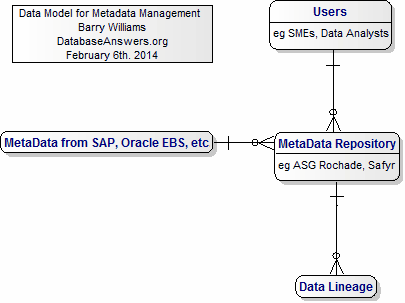 Data Model for Metadata Management
Barry Williams
DatabaseAnswers.org
February 6th. 2014
Users
eg SMEs, Data Analysts
MetaData from SAP, Oracle EBS, etc
MetaData Repository
eg ASG Rochade, Safyr
Data Lineage